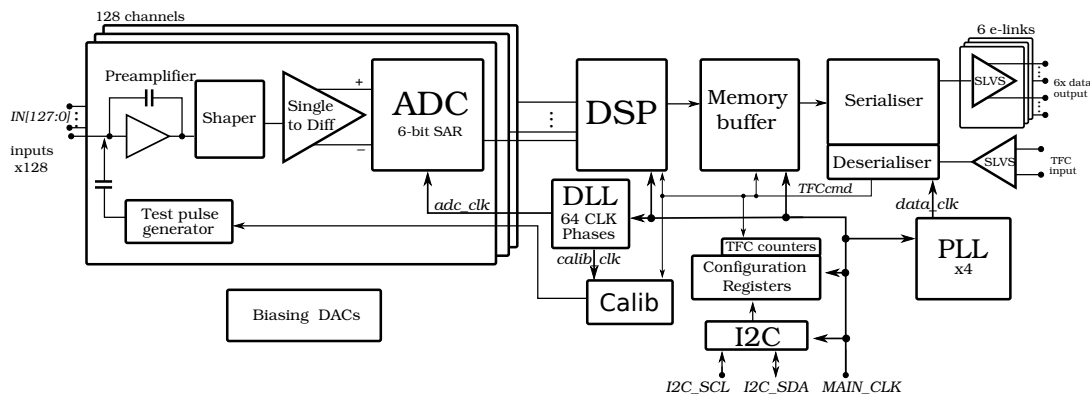 128 channels
6 e-links
Preamplifier
IN[127:0]
inputs
x128
Shaper
Single
to Diff
+
−
ADC
6-bit SAR
DSP
Memory
buffer
Serialiser
Deserialiser
SLVS
6x data
output
SLVS
TFC
input
TFCcmd
adc_clk
DLL
64 CLK
Phases
data_clk
Test pulse
generator
calib_clk
TFC counters
Configuration
Registers
PLL
x4
Calib
Biasing DACs
I2C
I2C_SCL
I2C_SDA
MAIN_CLK